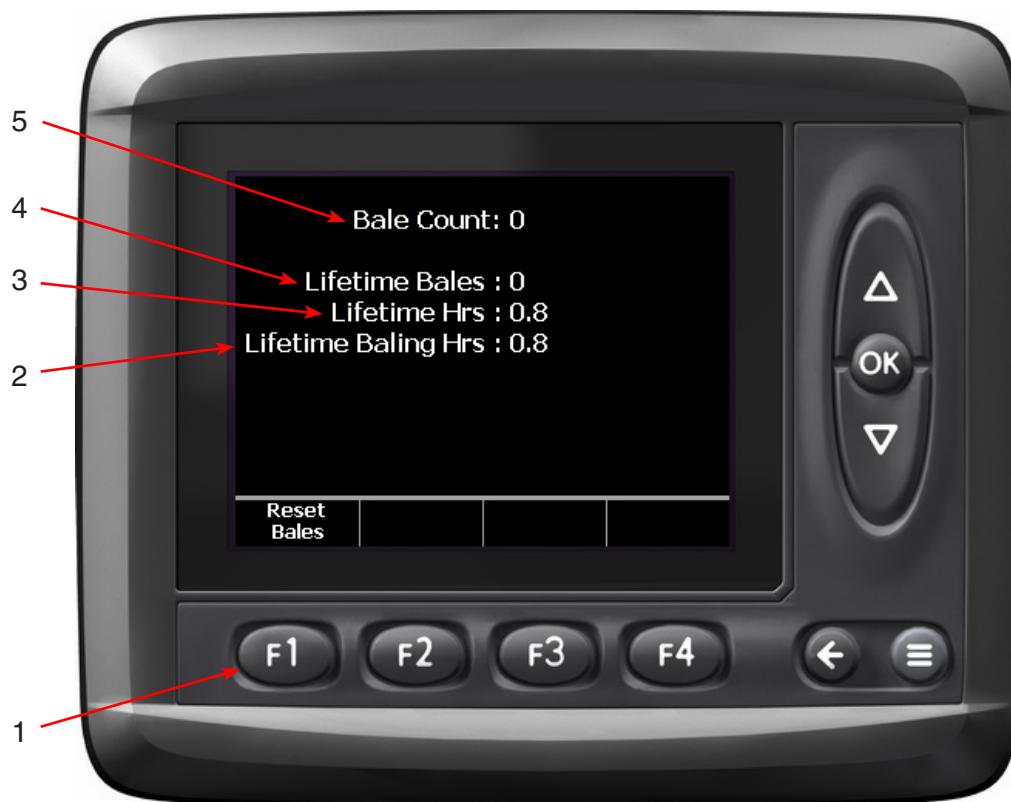 5
Bale Count: 0
4
Lifetime Bales : 0
3
Lifetime Hrs : 0.8
2
Lifetime Baling Hrs : 0.8
Reset
Bales
OK
F1 F2 F3 F4
1